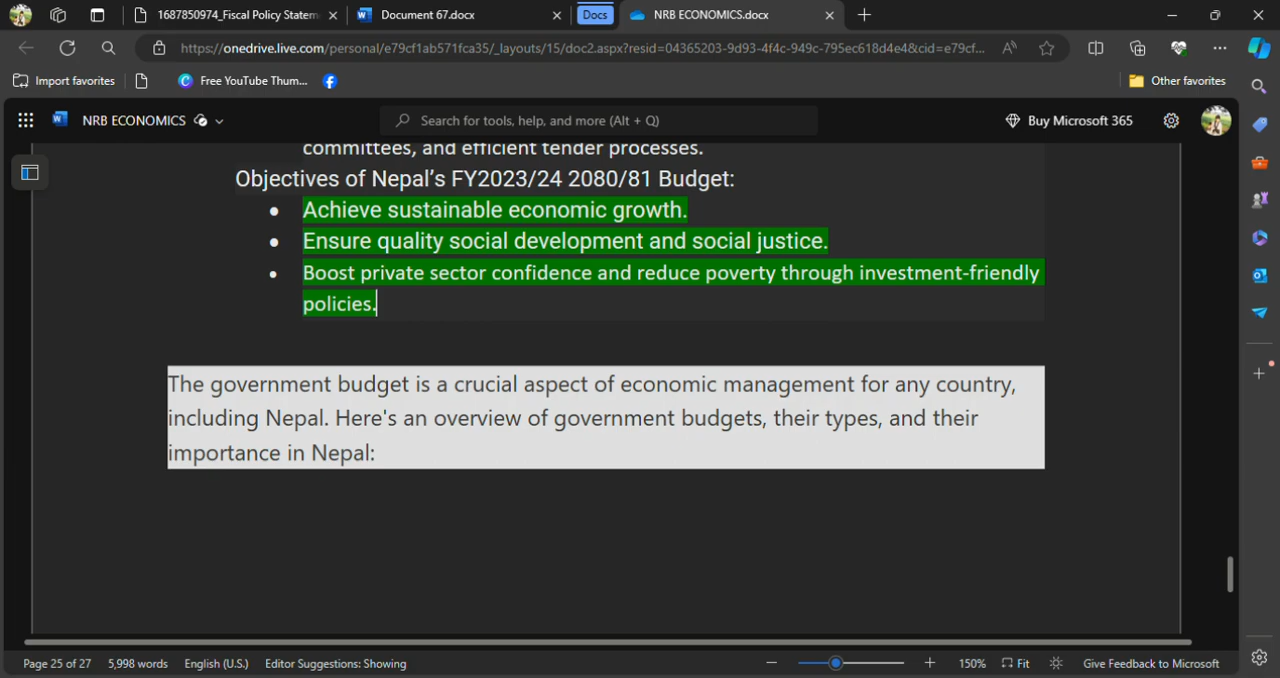 1687850974_Fiscal Policy Statem
Document 67.docx
Docs
NRB ECONOMICS.docx
https://onedrive.live.com/personal/e79cf1ab571fca35/_layouts/15/doc2.aspx?resid=04365203-9d93-4f4c-949c-795ec618d4e4&cid=e79cf...
Import favorites
Free YouTube Thum...
Other favorites
NRB ECONOMICS
Search for tools, help, and more (Alt + Q)
Buy Microsoft 365
committees, and efficient tender processes.
Objectives of Nepal’s FY2023/24 2080/81 Budget:
• Achieve sustainable economic growth.
• Ensure quality social development and social justice.
• Boost private sector confidence and reduce poverty through investment-friendly
policies.
The government budget is a crucial aspect of economic management for any country,
including Nepal. Here's an overview of government budgets, their types, and their
importance in Nepal:
Page 25 of 27
5,998 words
English (U.S.)
Editor Suggestions: Showing
150%
Fit
Give Feedback to Microsoft